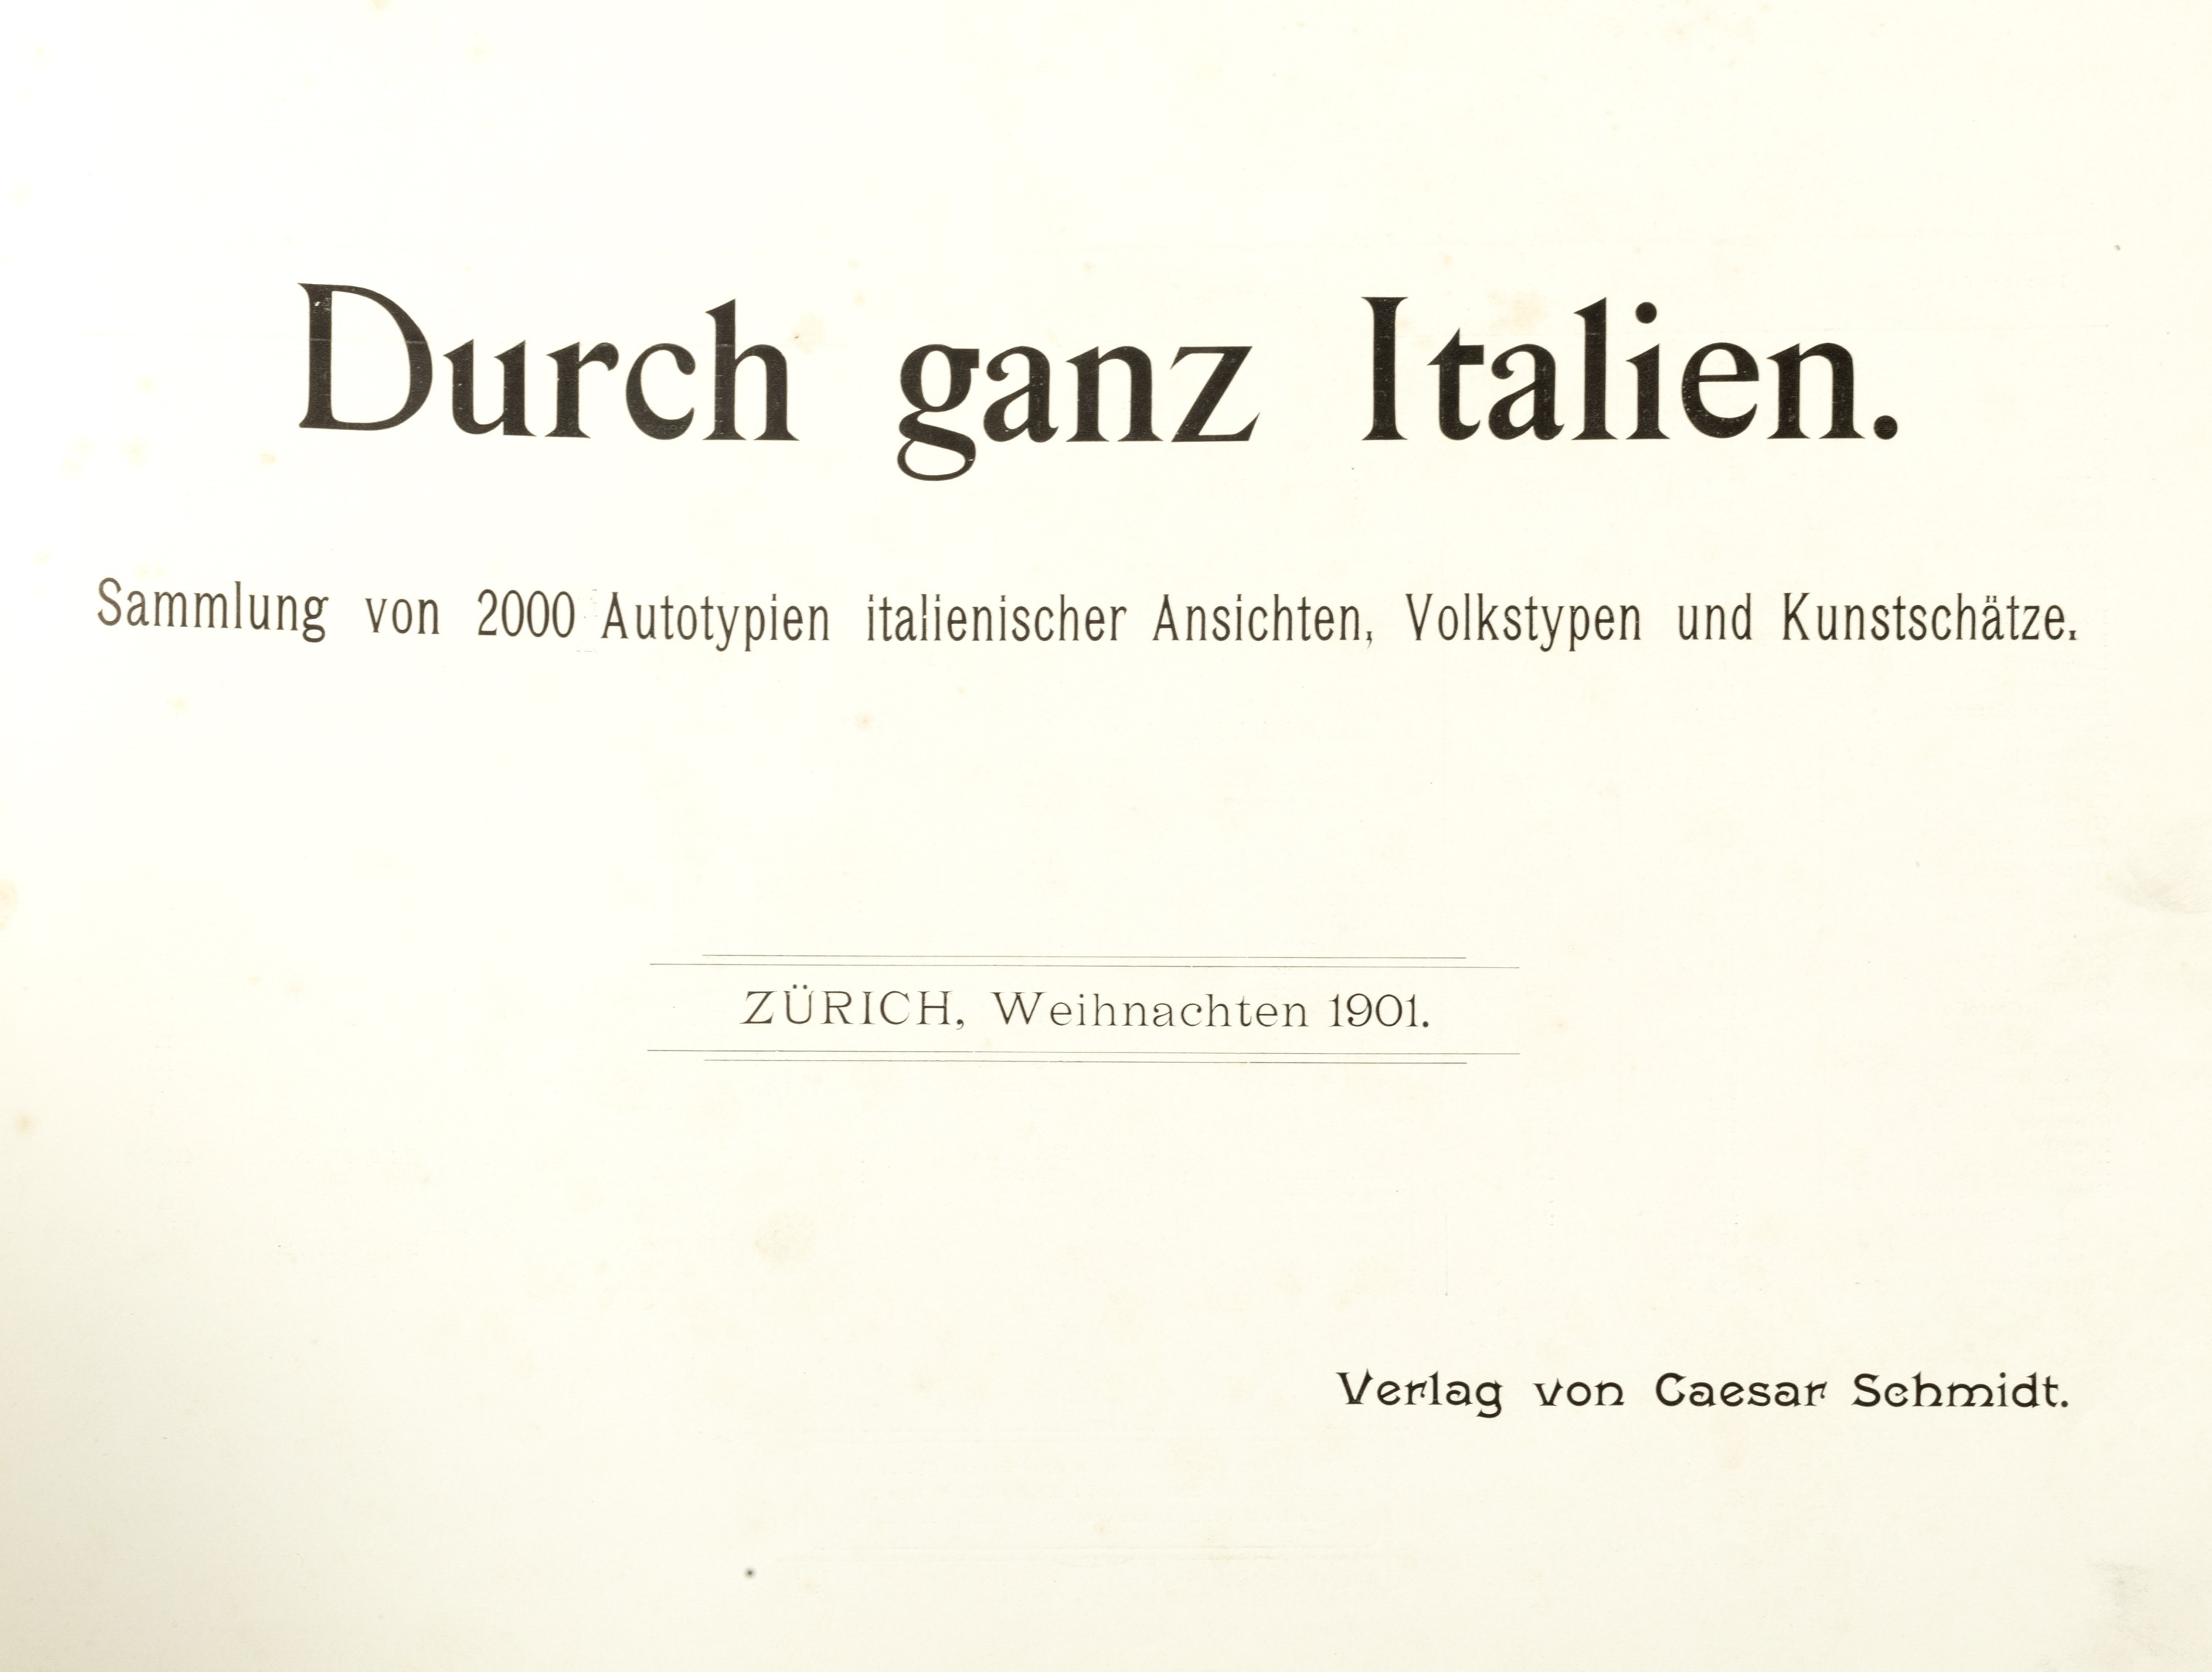 Durch ganz Italien.
Sammlung von 2000 Autotypien italienischer Ansichten, Volkstypen und Kunstschätze.
ZÜRICH, Weihnachten 1901.
Verlag von Caesar Schmidt.